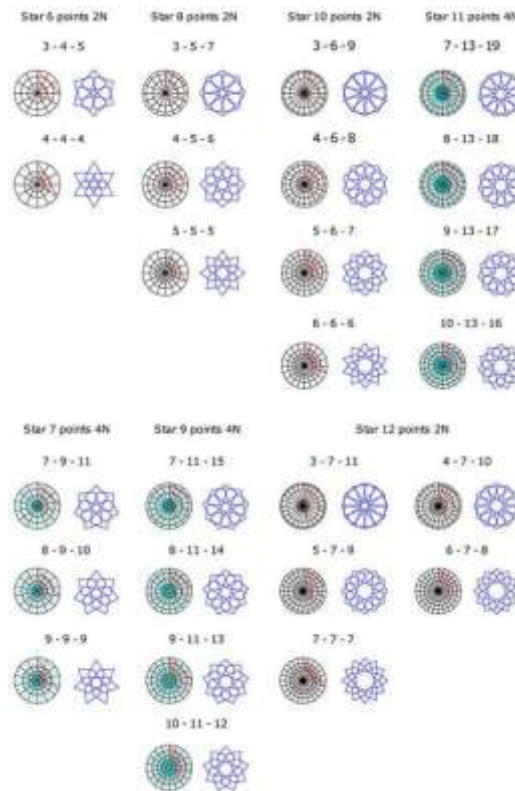 Star 6 points 2N
Star 8 points 2N
Star 10 points 2N
Star 11 points 4N
3 - 4 - 5
3 - 5 - 7
3 - 6 - 9
7 - 13 - 19
4 - 4 - 4
4 - 5 - 6
4 - 6 - 8
8 - 13 - 18
5 - 5 - 5
5 - 6 - 7
9 - 13 - 17
6 - 6 - 6
10 - 13 - 16
Star 7 points 4N
Star 9 points 4N
Star 12 points 2N
7 - 9 - 11
7 - 11 - 15
3 - 7 - 11
4 - 7 - 10
8 - 9 - 10
8 - 11 - 14
5 - 7 - 9
6 - 7 - 8
9 - 9 - 9
9 - 11 - 13
7 - 7 - 7
10 - 11 - 12